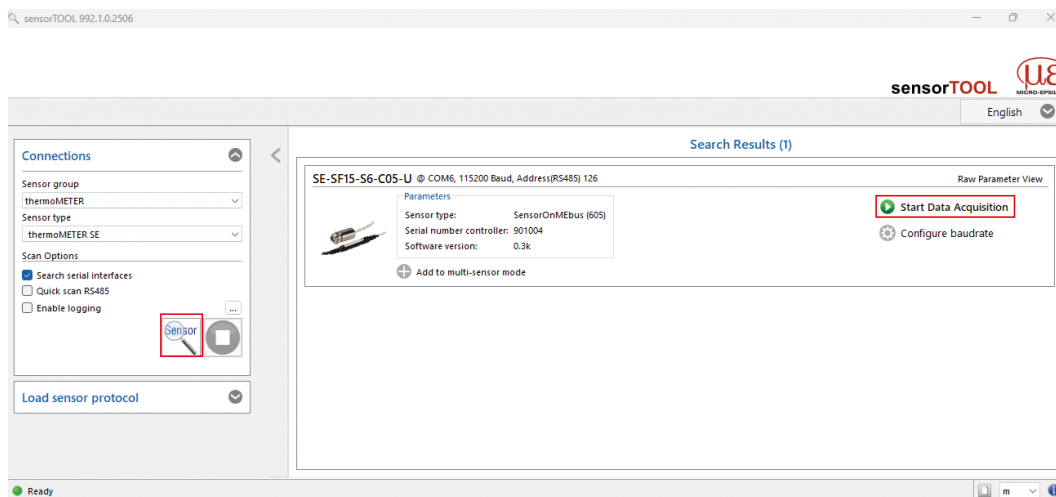 sensorTOOL 992.1.0.2506
sensorTOOL
με
MICRO-EPSIL
English
Connections
Sensor group
thermoMETER
Sensor type
thermoMETER SE
Scan Options
Search serial interfaces
Quick scan RS485
Enable logging
...
Sensor
Load sensor protocol
Search Results (1)
SE-SF15-S6-C05-U @ COM6, 115200 Baud, Address(RS485) 126
Raw Parameter View
Parameters
Sensor type: SensorOnMEbus (605)
Serial number controller: 901004
Software version: 0.3k
Add to multi-sensor mode
Start Data Acquisition
Configure baudrate
Ready
m